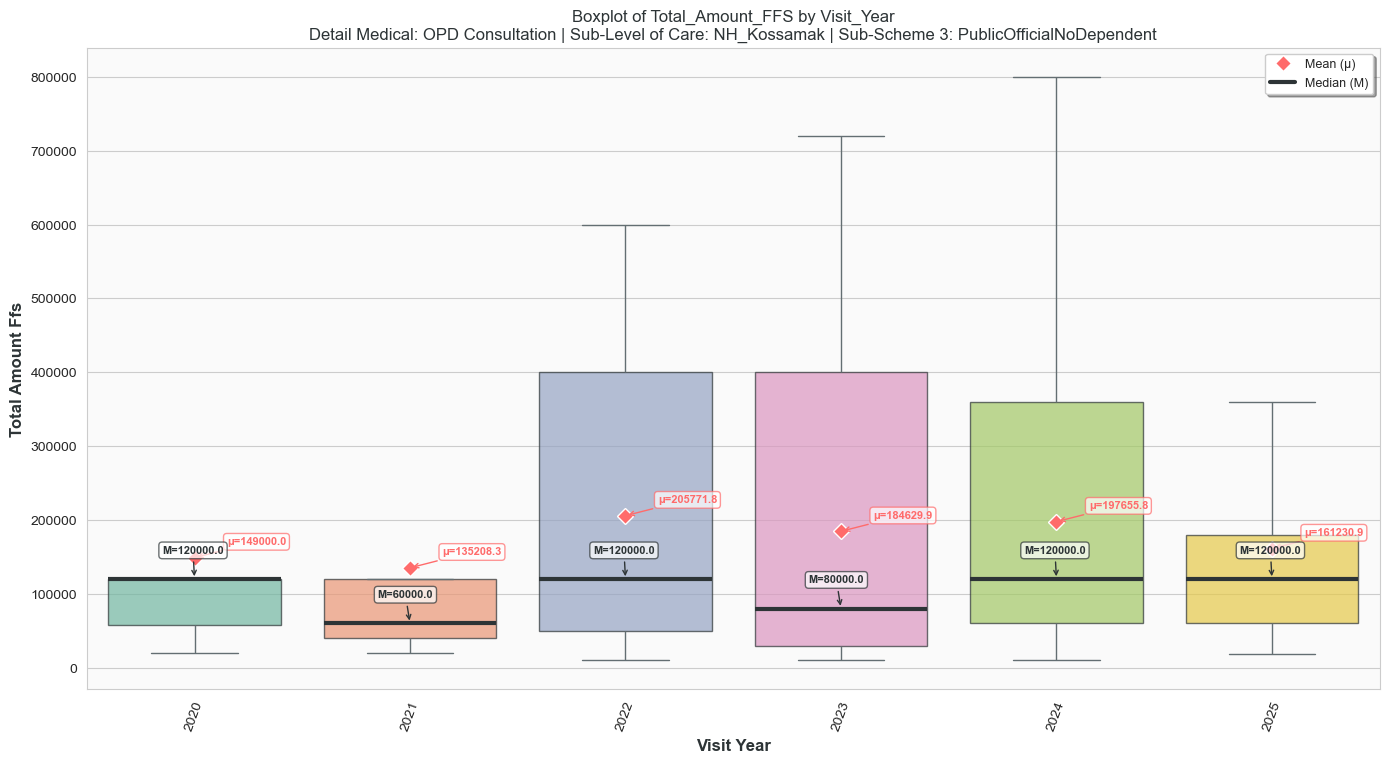 Boxplot of Total_Amount_FFS by Visit_Year
Detail Medical: OPD Consultation | Sub-Level of Care: NH_Kossamak | Sub-Scheme 3: PublicOfficialNoDependent
Mean (μ)
Median (M)
800000
700000
600000
500000
400000
300000
200000
100000
0
Total Amount Ffs
M=120000.0
μ=149000.0
M=60000.0
μ=135208.3
M=120000.0
μ=205771.8
M=80000.0
μ=184629.9
M=120000.0
μ=197655.8
M=120000.0
μ=161230.9
2020
2021
2022
2023
2024
2025
Visit Year